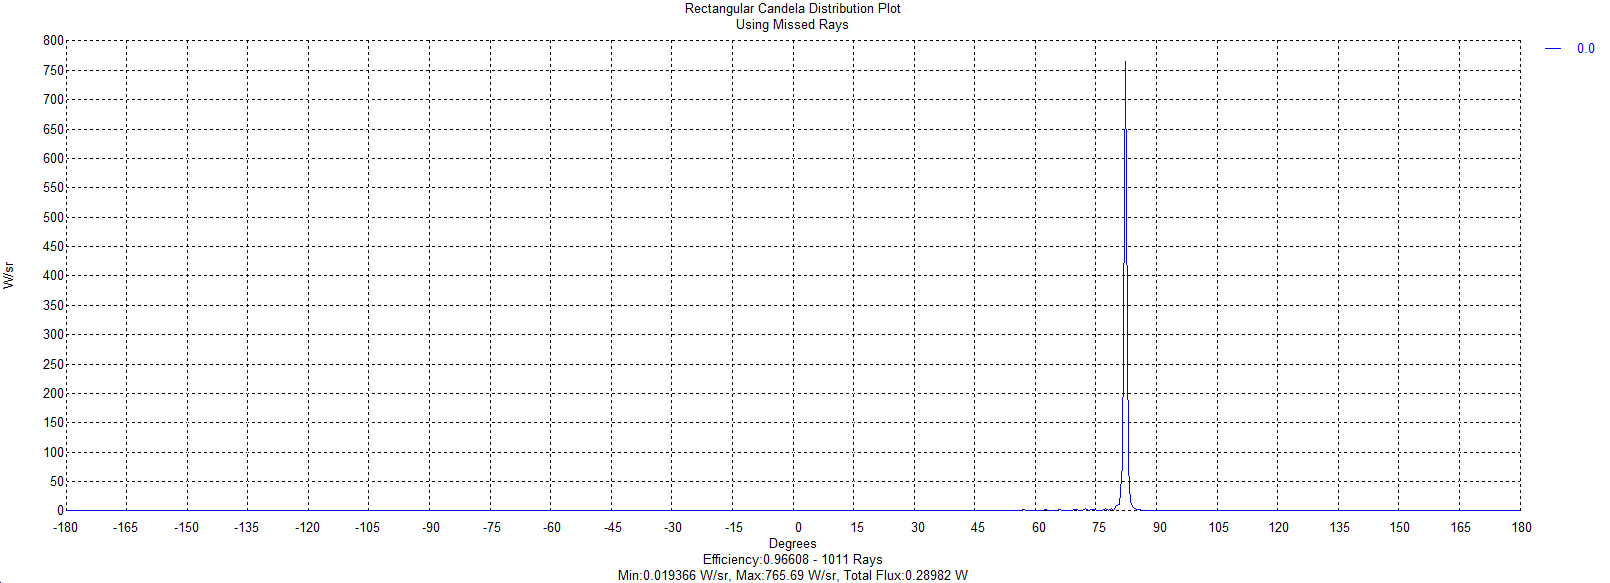 Rectangular Candela Distribution Plot
Using Missed Rays
0.0
800
750
700
650
600
550
500
450
400
350
300
250
200
150
100
50
0
W/sr
-180 -165 -150 -135 -120 -105 -90 -75 -60 -45 -30 -15 0 15 30 45 60 75 90 105 120 135 150 165 180
Degrees
Efficiency:0.96608 - 1011 Rays
Min:0.019366 W/sr, Max:765.69 W/sr, Total Flux:0.28982 W